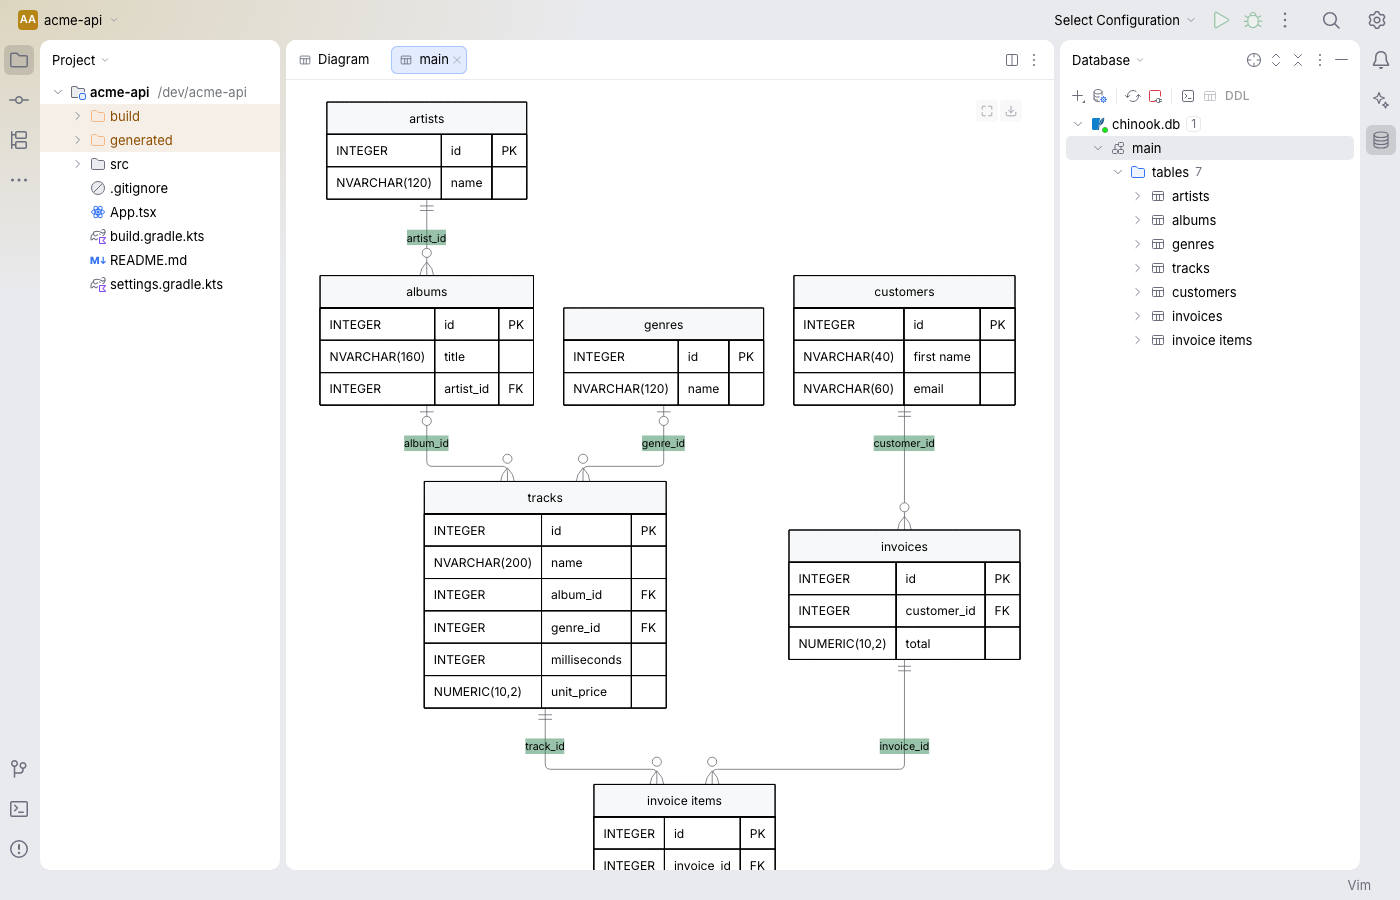 AA acme-api
Select Configuration
Project
acme-api /dev/acme-api
build
generated
src
.gitignore
App.tsx
build.gradle.kts
M↓ README.md
settings.gradle.kts
Diagram
main
artists
INTEGER id PK
NVARCHAR(120) name
artist_id
albums
INTEGER id PK
NVARCHAR(160) title
INTEGER artist_id FK
genres
INTEGER id PK
NVARCHAR(120) name
customers
INTEGER id PK
NVARCHAR(40) first name
NVARCHAR(60) email
album_id
genre_id
customer_id
tracks
INTEGER id PK
NVARCHAR(200) name
INTEGER album_id FK
INTEGER genre_id FK
INTEGER milliseconds
NUMERIC(10,2) unit_price
invoices
INTEGER id PK
INTEGER customer_id FK
NUMERIC(10,2) total
track_id
invoice_id
invoice items
INTEGER id PK
INTEGER invoice_id FK
Database
DDL
chinook.db 1
main
tables 7
artists
albums
genres
tracks
customers
invoices
invoice items
Vim